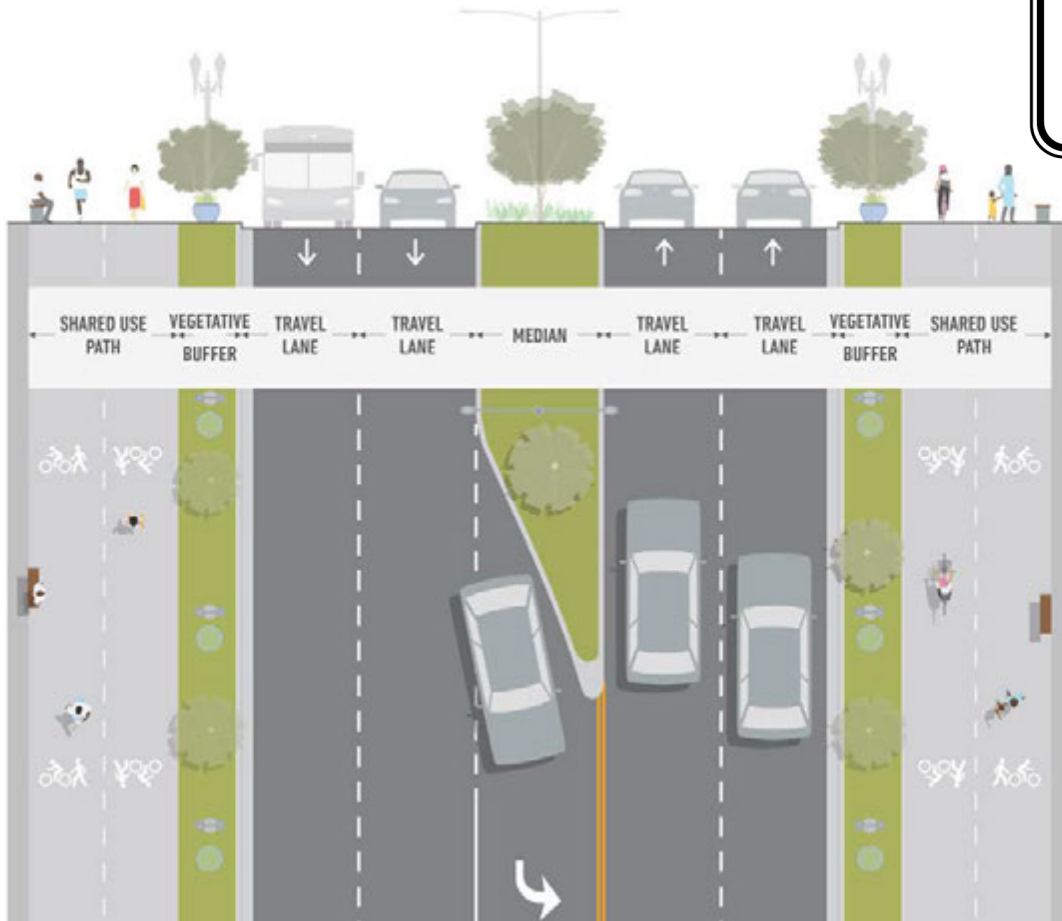 SHARED USE
PATH
VEGETATIVE
BUFFER
TRAVEL
LANE
TRAVEL
LANE
MEDIAN
TRAVEL
LANE
TRAVEL
LANE
VEGETATIVE
BUFFER
SHARED USE
PATH